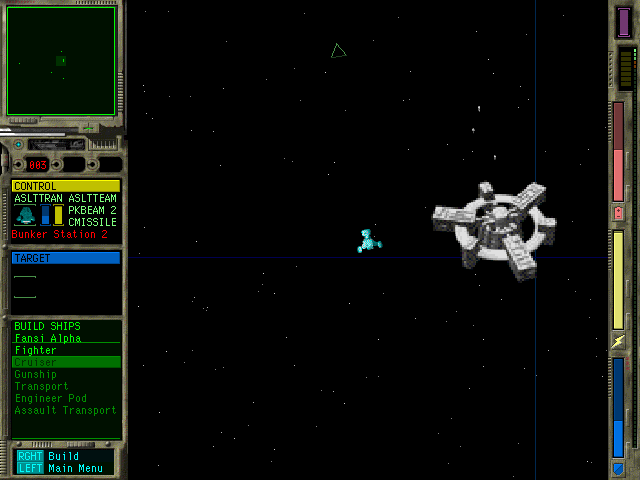 003
CONTROL
ASLTTRAN ASLTTEAM
PKBEAM 2
CMISSILE
Bunker Station 2
TARGET
BUILD SHIPS
Fansi Alpha
Fighter
Cruiser
Gunship
Transport
Engineer Pod
Assault Transport
RGHT Build
LEFT Main Menu